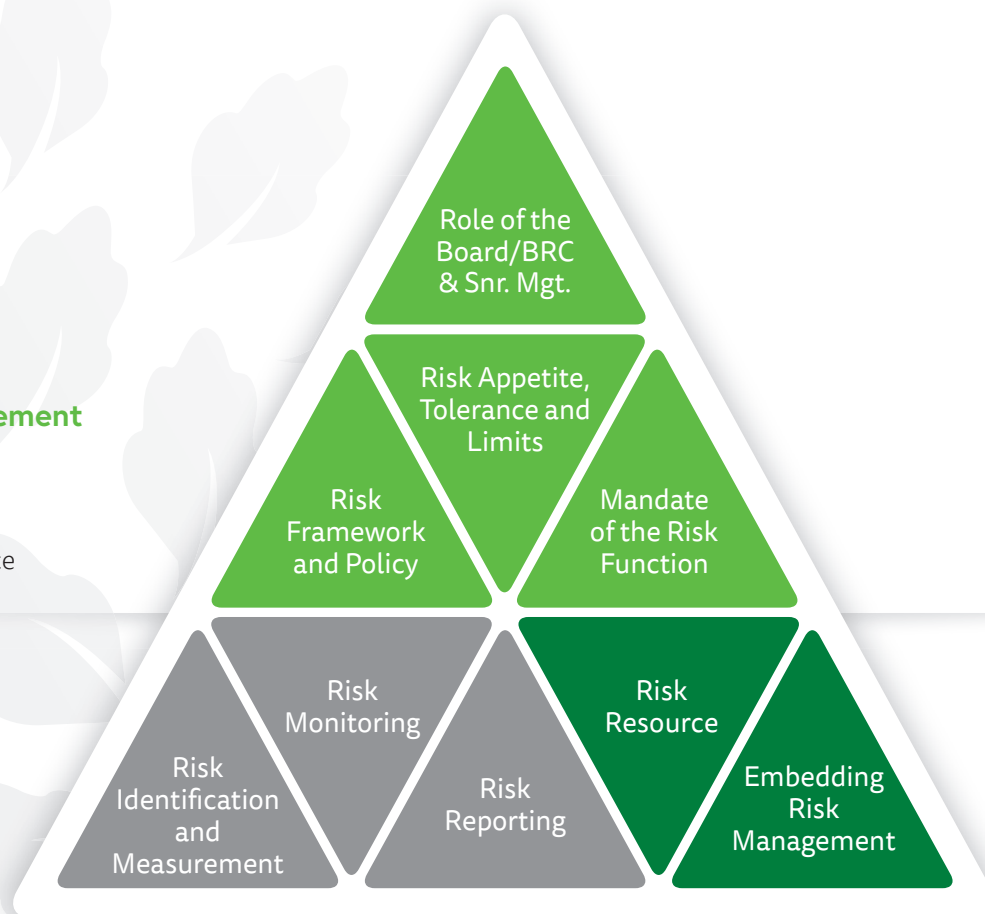 Role of the
Board/BRC
& Snr. Mgt.
Risk Appetite,
Tolerance and
Limits
ement
Risk
Framework
and Policy
Mandate
of the Risk
Function
Risk
Monitoring
Risk
Resource
Risk
Identification
and
Measurement
Risk
Reporting
Embedding
Risk
Management